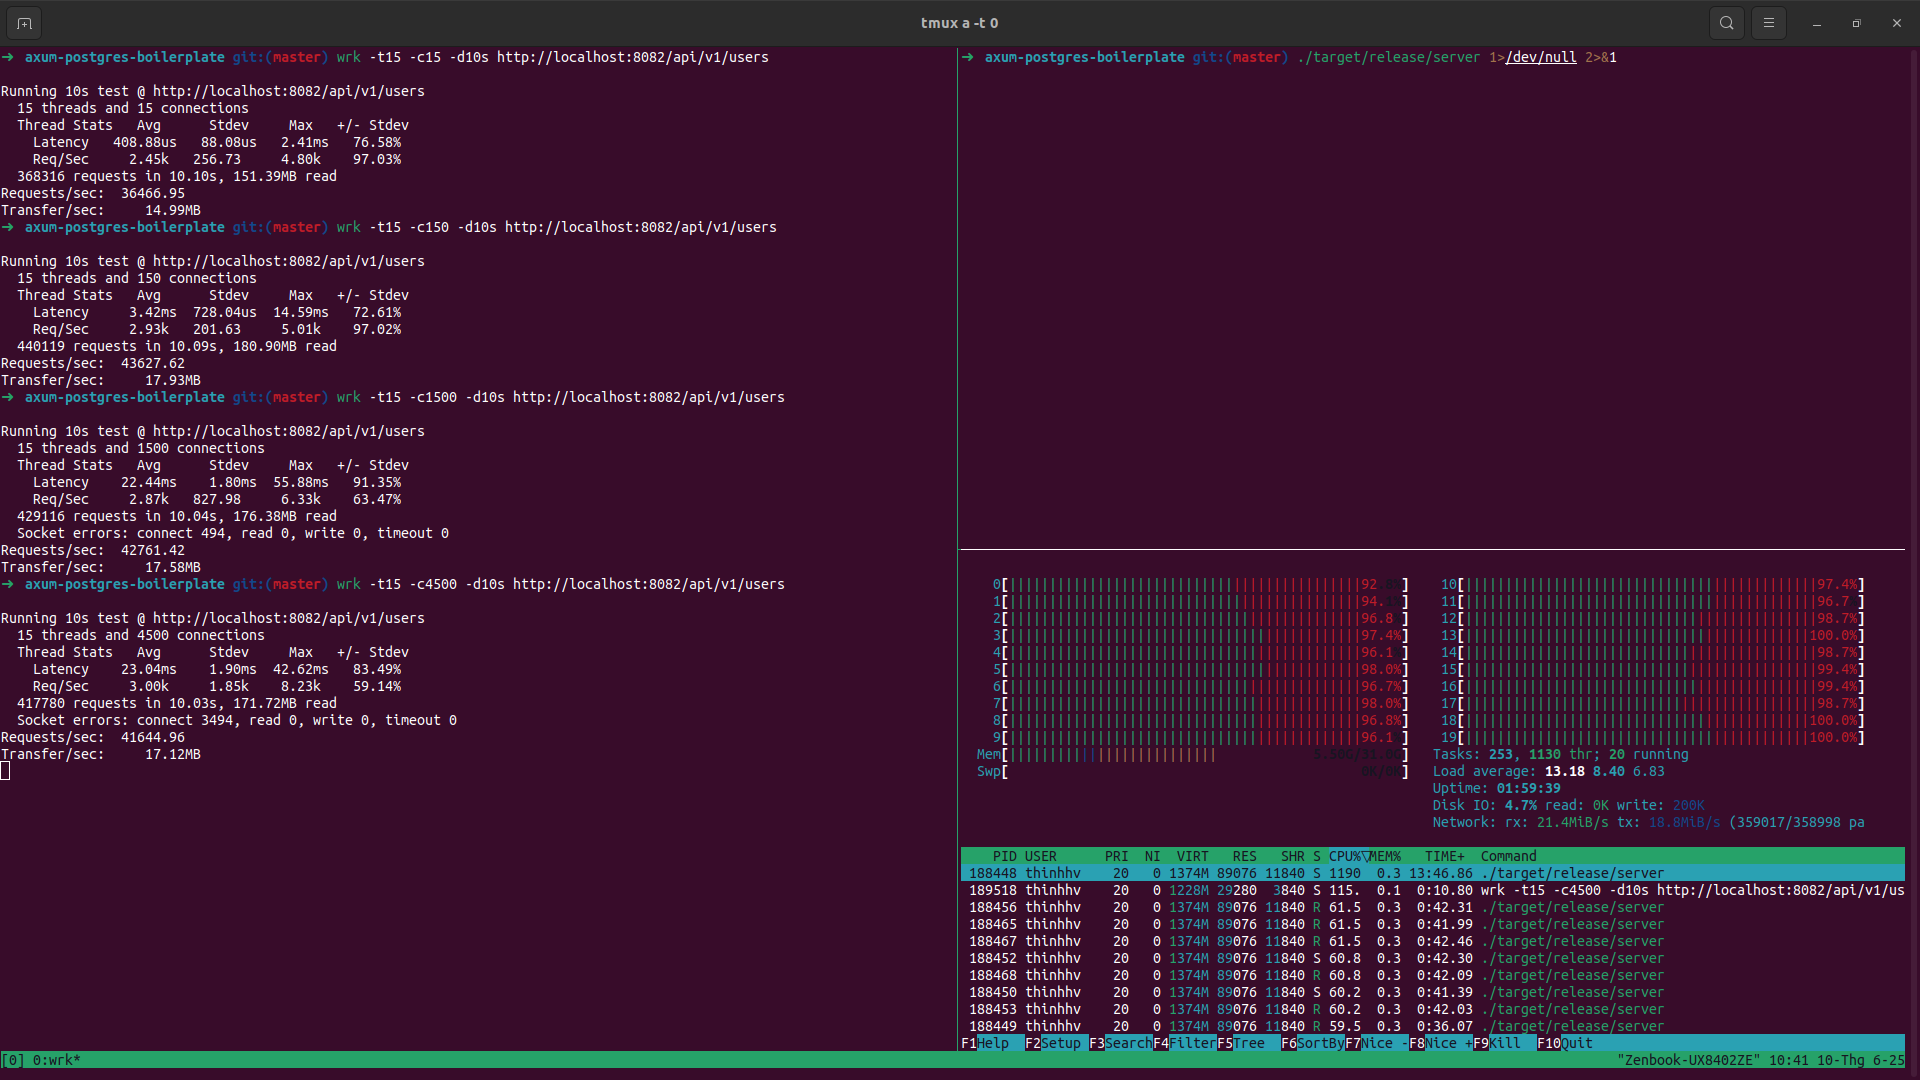 tmux a -t 0
➜ axum-postgres-boilerplate git:(master) wrk -t15 -c15 -d10s http://localhost:8082/api/v1/users
Running 10s test @ http://localhost:8082/api/v1/users
15 threads and 15 connections
Thread Stats Avg Stdev Max +/- Stdev
Latency 408.88us 88.08us 2.41ms 76.58%
Req/Sec 2.45k 256.73 4.80k 97.03%
368316 requests in 10.10s, 151.39MB read
Requests/sec: 36466.95
Transfer/sec: 14.99MB
➜ axum-postgres-boilerplate git:(master) wrk -t15 -c150 -d10s http://localhost:8082/api/v1/users
Running 10s test @ http://localhost:8082/api/v1/users
15 threads and 150 connections
Thread Stats Avg Stdev Max +/- Stdev
Latency 3.42ms 728.04us 14.59ms 72.61%
Req/Sec 2.93k 201.63 5.01k 97.02%
440119 requests in 10.09s, 180.90MB read
Requests/sec: 43627.62
Transfer/sec: 17.93MB
➜ axum-postgres-boilerplate git:(master) wrk -t15 -c1500 -d10s http://localhost:8082/api/v1/users
Running 10s test @ http://localhost:8082/api/v1/users
15 threads and 1500 connections
Thread Stats Avg Stdev Max +/- Stdev
Latency 22.44ms 1.80ms 55.88ms 91.35%
Req/Sec 2.87k 827.98 6.33k 63.47%
429116 requests in 10.04s, 176.38MB read
Socket errors: connect 494, read 0, write 0, timeout 0
Requests/sec: 42761.42
Transfer/sec: 17.58MB
➜ axum-postgres-boilerplate git:(master) wrk -t15 -c4500 -d10s http://localhost:8082/api/v1/users
Running 10s test @ http://localhost:8082/api/v1/users
15 threads and 4500 connections
Thread Stats Avg Stdev Max +/- Stdev
Latency 23.04ms 1.90ms 42.62ms 83.49%
Req/Sec 3.00k 1.85k 8.23k 59.14%
417780 requests in 10.03s, 171.72MB read
Socket errors: connect 3494, read 0, write 0, timeout 0
Requests/sec: 41644.96
Transfer/sec: 17.12MB
➜ axum-postgres-boilerplate git:(master) ./target/release/server 1>/dev/null 2>&1
0[ 92 ] 10[ 97.4%]
1[ 94. ] 11[ 96.7 ]
2[ 96.8 ] 12[ 98.7%]
3[ 97.4%] 13[ 100.0%]
4[ 96.1 ] 14[ 98.7%]
5[ 98.0%] 15[ 99.4%]
6[ 96.7%] 16[ 99.4%]
7[ 98.0%] 17[ 98.7%]
8[ 96.8%] 18[ 100.0%]
9[ 96.1 ] 19[ 100.0%]
Mem[ 5.50G/31.0G] Tasks: 253, 1130 thr; 20 running
Swp[ 0K/0K] Load average: 13.18 8.40 6.83
Uptime: 01:59:39
Disk IO: 4.7% read: 0K write: 200K
Network: rx: 21.4MiB/s tx: 18.8MiB/s (359017/358998 pa
PID USER PRI NI VIRT RES SHR S CPU%▽MEM% TIME+ Command
188448 thinhhv 20 0 1374M 89076 11840 S 1190 0.3 13:46.86 ./target/release/server
189518 thinhhv 20 0 1228M 29280 3840 S 115. 0.1 0:10.80 wrk -t15 -c4500 -d10s http://localhost:8082/api/v1/us
188456 thinhhv 20 0 1374M 89076 11840 R 61.5 0.3 0:42.31 ./target/release/server
188465 thinhhv 20 0 1374M 89076 11840 R 61.5 0.3 0:41.99 ./target/release/server
188467 thinhhv 20 0 1374M 89076 11840 R 61.5 0.3 0:42.46 ./target/release/server
188452 thinhhv 20 0 1374M 89076 11840 S 60.8 0.3 0:42.30 ./target/release/server
188468 thinhhv 20 0 1374M 89076 11840 R 60.8 0.3 0:42.09 ./target/release/server
188450 thinhhv 20 0 1374M 89076 11840 S 60.2 0.3 0:41.39 ./target/release/server
188453 thinhhv 20 0 1374M 89076 11840 R 60.2 0.3 0:42.03 ./target/release/server
188449 thinhhv 20 0 1374M 89076 11840 R 59.5 0.3 0:36.07 ./target/release/server
F1Help F2Setup F3SearchF4FilterF5Tree F6SortByF7Nice -F8Nice +F9Kill F10Quit
[0] 0:wrk* "Zenbook-UX8402ZE" 10:41 10-Thg 6-25